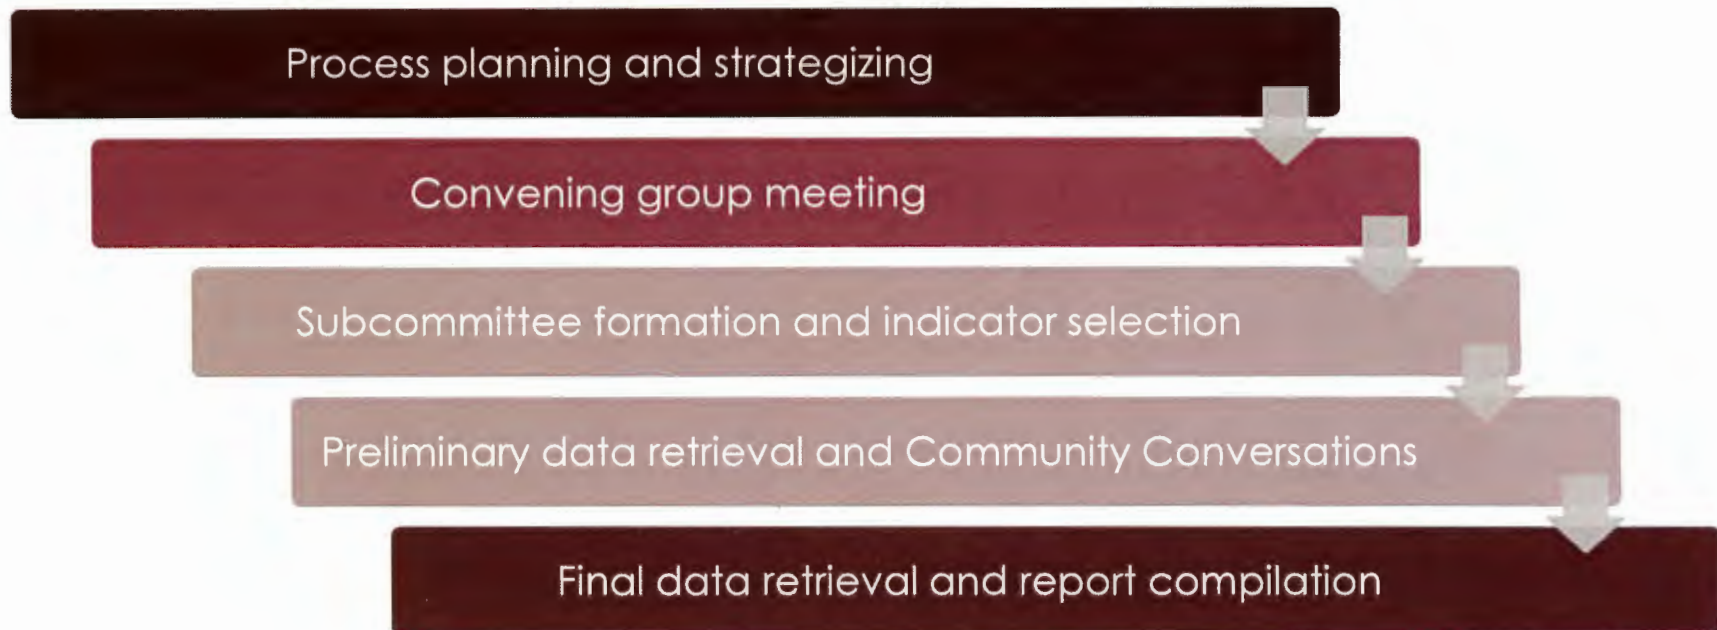 Process planning and strategizing
Convening group meeting
Subcommittee formation and indicator selection
Preliminary data retrieval and Community Conversations
Final data retrieval and report compilation